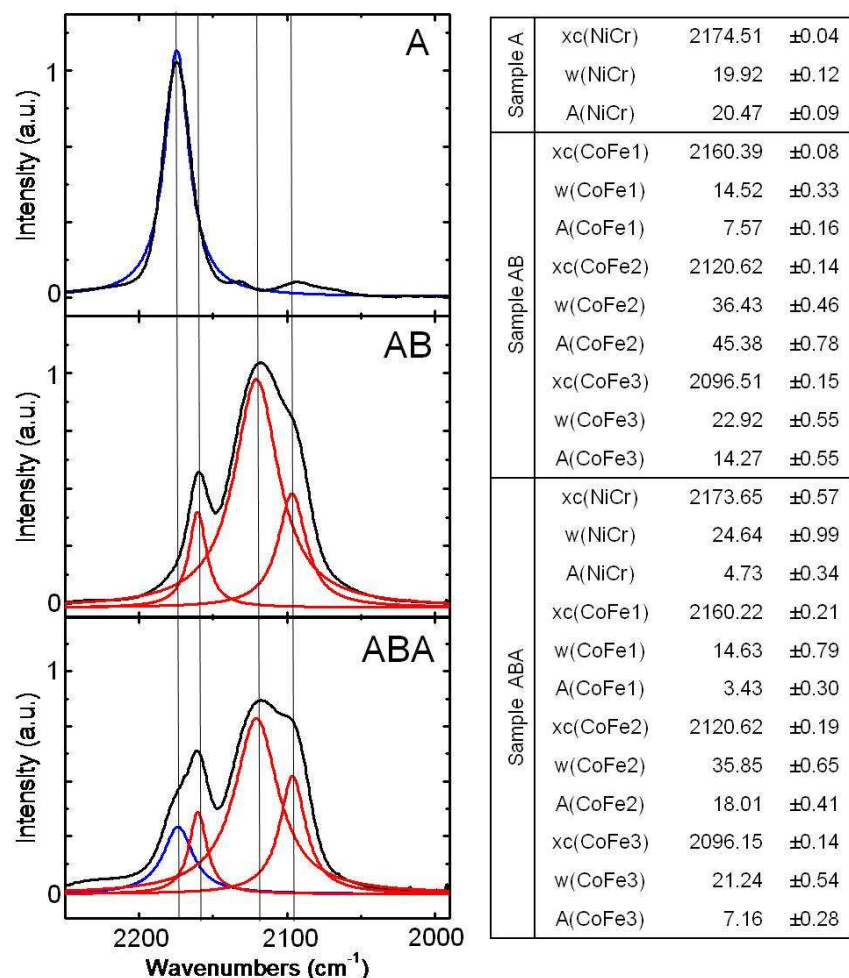 A
1
0
Intensity (a.u.)
AB
1
0
Intensity (a.u.)
ABA
1
0
Intensity (a.u.)
2200 2100 2000
Wavenumbers (cm⁻¹)
Sample A
xc(NiCr) 2174.51 ±0.04
w(NiCr) 19.92 ±0.12
A(NiCr) 20.47 ±0.09
Sample AB
xc(CoFe1) 2160.39 ±0.08
w(CoFe1) 14.52 ±0.33
A(CoFe1) 7.57 ±0.16
xc(CoFe2) 2120.62 ±0.14
w(CoFe2) 36.43 ±0.46
A(CoFe2) 45.38 ±0.78
xc(CoFe3) 2096.51 ±0.15
w(CoFe3) 22.92 ±0.55
A(CoFe3) 14.27 ±0.55
Sample ABA
xc(NiCr) 2173.65 ±0.57
w(NiCr) 24.64 ±0.99
A(NiCr) 4.73 ±0.34
xc(CoFe1) 2160.22 ±0.21
w(CoFe1) 14.63 ±0.79
A(CoFe1) 3.43 ±0.30
xc(CoFe2) 2120.62 ±0.19
w(CoFe2) 35.85 ±0.65
A(CoFe2) 18.01 ±0.41
xc(CoFe3) 2096.15 ±0.14
w(CoFe3) 21.24 ±0.54
A(CoFe3) 7.16 ±0.28